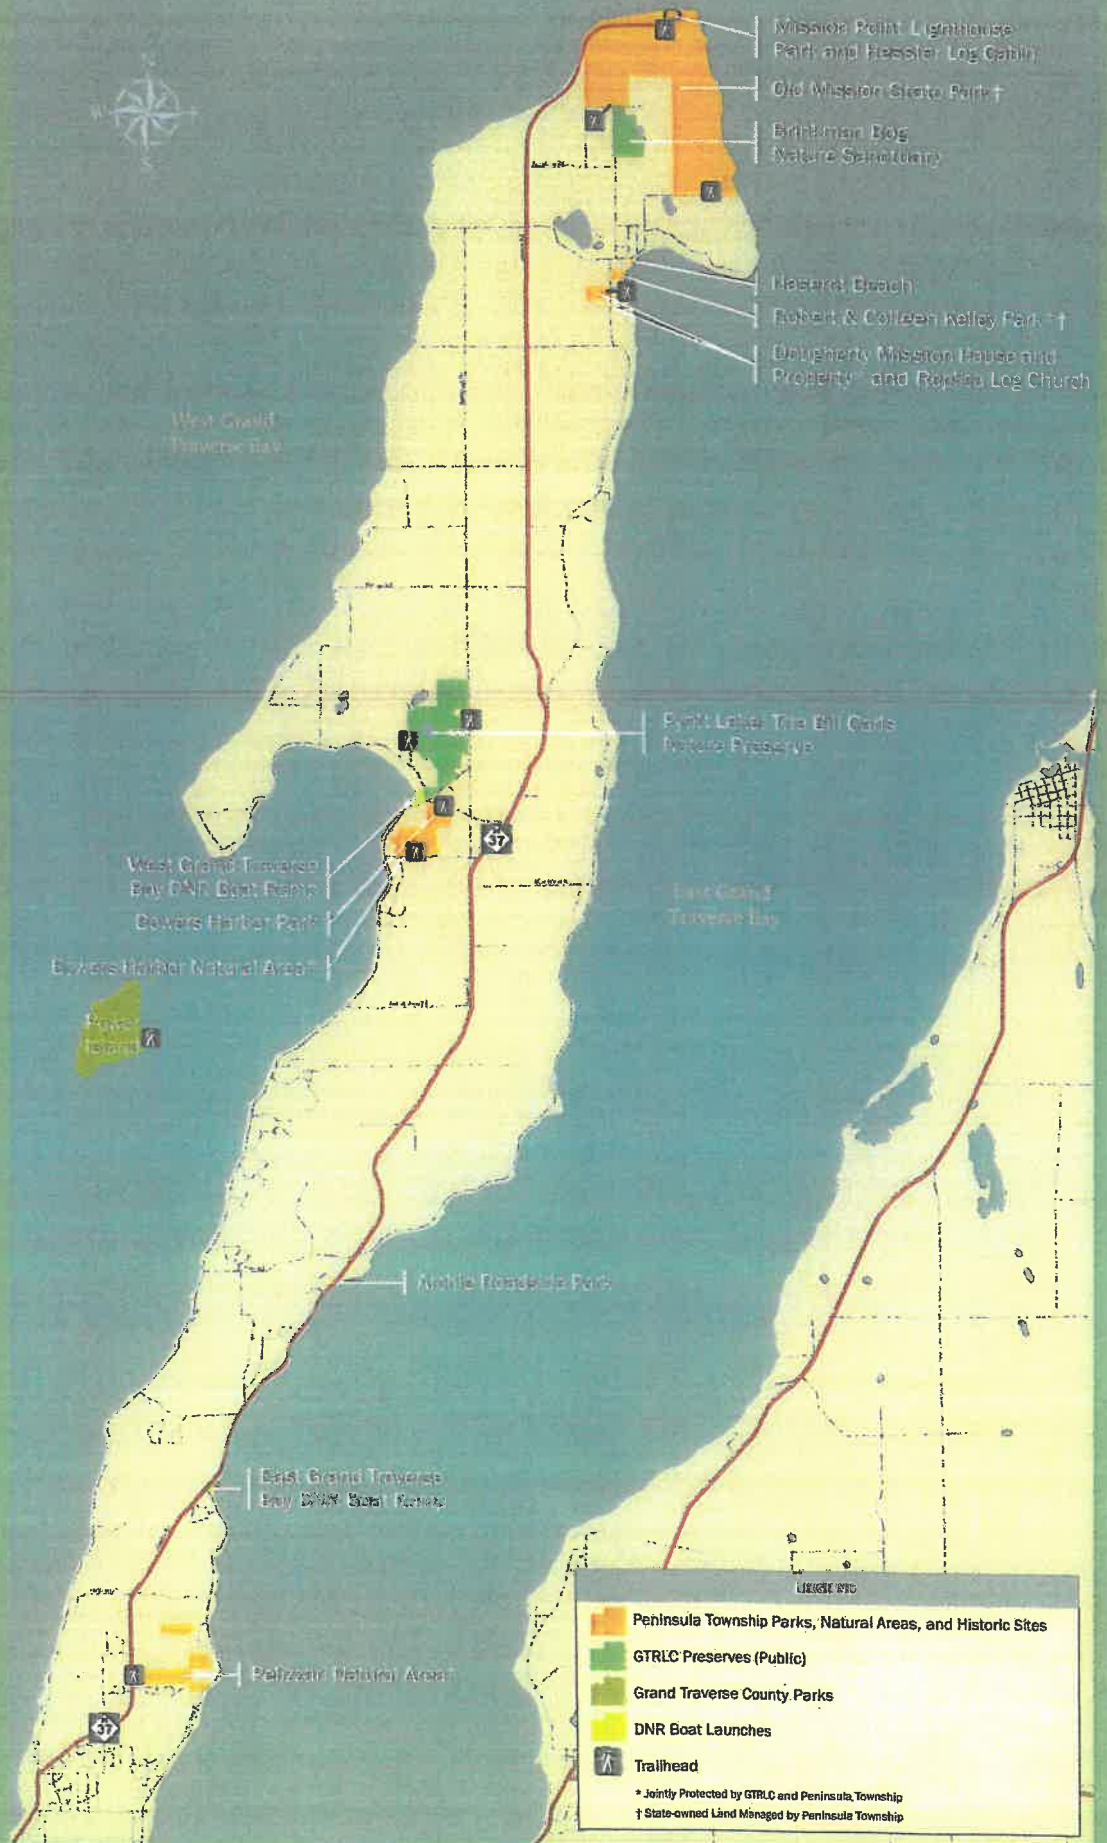 N
W
Mission Point Lighthouse
Park and Hessler Log Cabin
Old Mission State Park†
Brinkman Bog
Nature Sanctuary
Haserot Beach
Robert & Colleen Kelley Park *†
Dougherty Mission House and
Property* and Replica Log Church
West Grand
Traverse Bay
Pyatt Lake: The Bill Carls
Nature Preserve
37
West Grand Traverse
Bay DNR Boat Ramp
Bowers Harbor Park
Bowers Harbor Natural Area*
East Grand
Traverse Bay
Power
Island
Archie Roadside Park
East Grand Traverse
Bay DNR Boat Ramp
Pelizzari Natural Area*
37
LEGEND
Peninsula Township Parks, Natural Areas, and Historic Sites
GTRLC Preserves (Public)
Grand Traverse County Parks
DNR Boat Launches
Trailhead
* Jointly Protected by GTRLC and Peninsula Township
† State-owned Land Managed by Peninsula Township